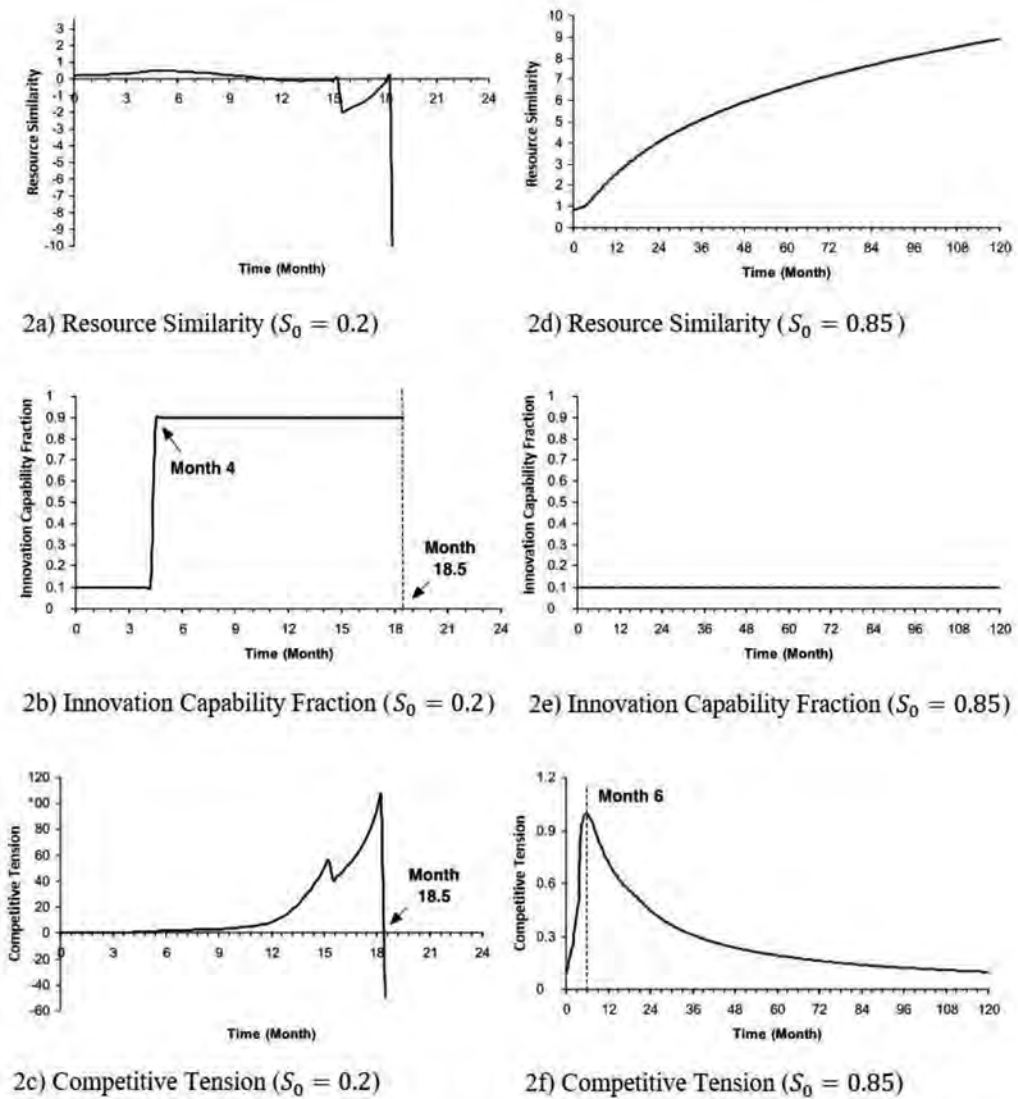 3
2
1
0
-1
-2
-3
-4
-5
-6
-7
-8
-9
-10
0 3 6 9 12 15 18 21 24
Resource Similarity
Time (Month)
2a) Resource Similarity (S₀ = 0.2)
10
9
8
7
6
5
4
3
2
1
0
0 12 24 36 48 60 72 84 96 108 120
Resource Similarity
Time (Month)
2d) Resource Similarity (S₀ = 0.85)
1
0.9
0.8
0.7
0.6
0.5
0.4
0.3
0.2
0.1
0
0 3 6 9 12 15 18 21 24
Innovation Capability Fraction
Month 4
Month
18.5
Time (Month)
2b) Innovation Capability Fraction (S₀ = 0.2)
1
0.9
0.8
0.7
0.6
0.5
0.4
0.3
0.2
0.1
0
0 12 24 36 48 60 72 84 96 108 120
Innovation Capability Fraction
Time (Month)
2e) Innovation Capability Fraction (S₀ = 0.85)
120
100
80
60
40
20
0
-20
-40
-60
0 3 6 9 12 15 18 21 24
Competitive Tension
Month
18.5
Time (Month)
2c) Competitive Tension (S₀ = 0.2)
1.2
0.9
0.6
0.3
0
0 12 24 36 48 60 72 84 96 108 120
Competitive Tension
Month 6
Time (Month)
2f) Competitive Tension (S₀ = 0.85)